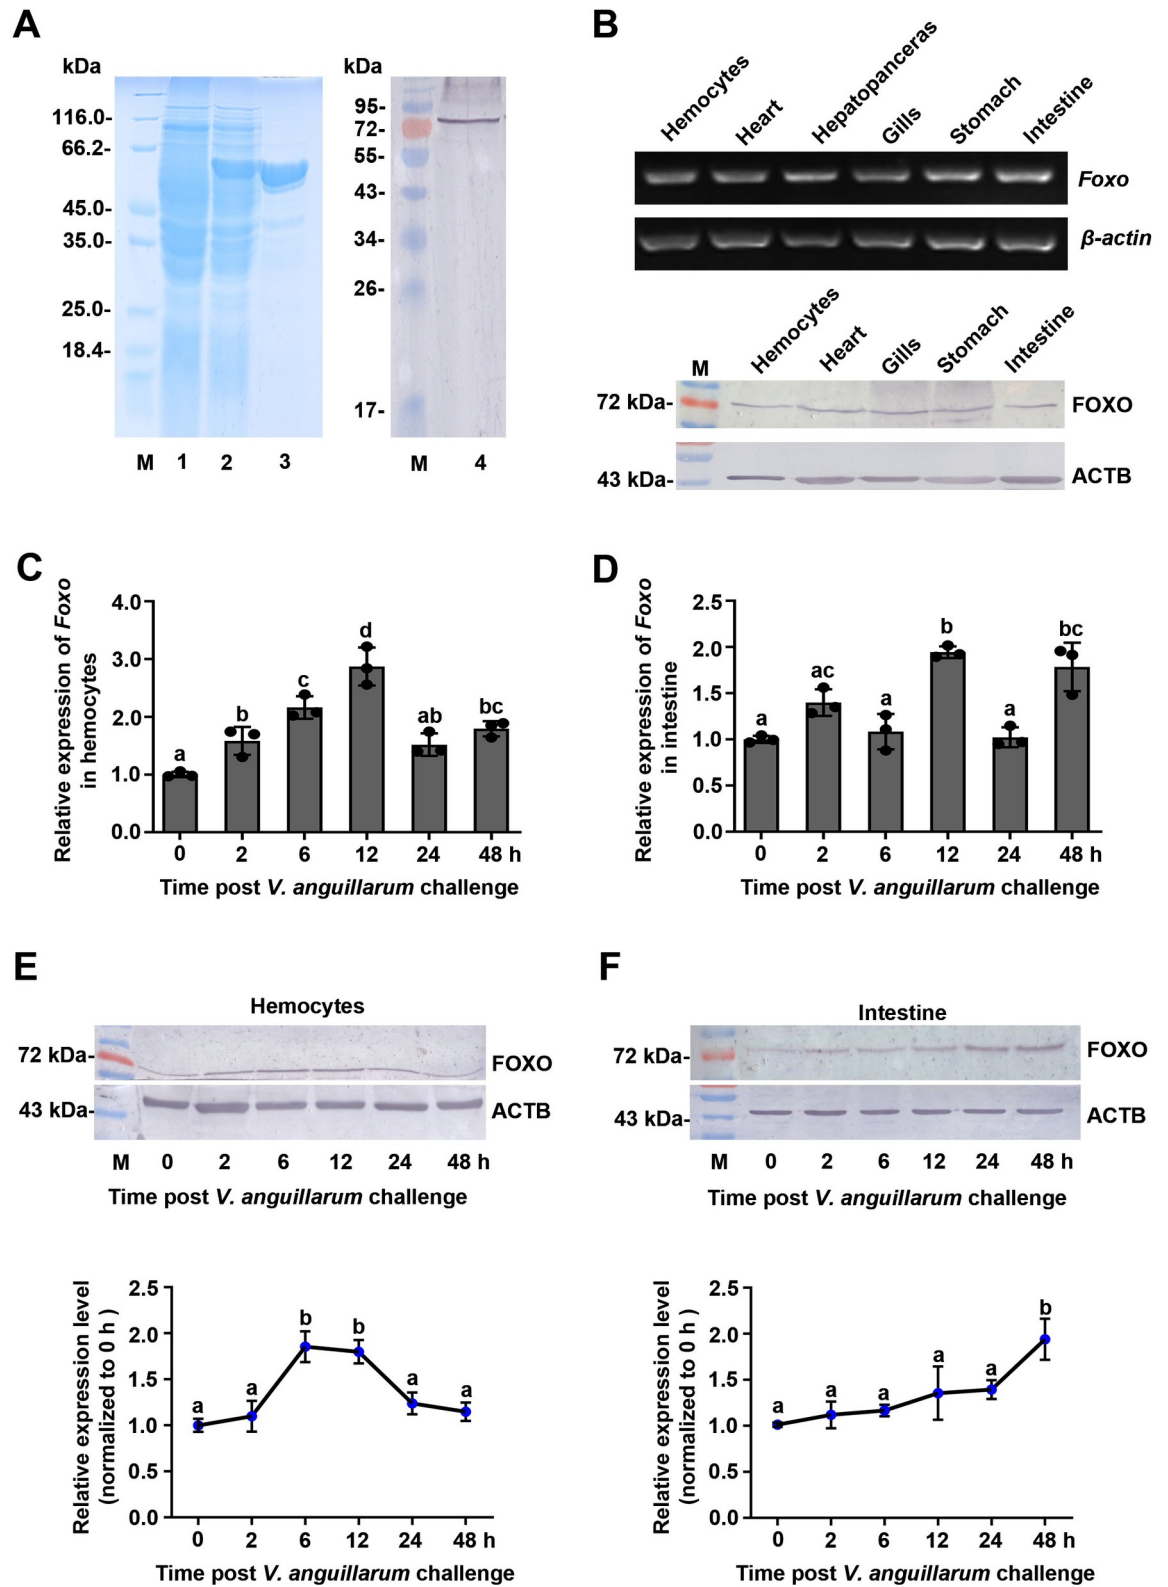 A
kDa
116.0-
66.2-
45.0-
35.0-
25.0-
18.4-
M 1 2 3
kDa
95-
72-
55-
43-
34-
26-
17-
M 4
B
Hemocytes Heart Hepatopanceras Gills Stomach Intestine
Foxo
β-actin
M Hemocytes Heart Gills Stomach Intestine
72 kDa- FOXO
43 kDa- ACTB
C
Relative expression of Foxo
in hemocytes
4.0
3.0
2.0
1.0
0.0
a b c d ab bc
0 2 6 12 24 48 h
Time post V. anguillarum challenge
D
Relative expression of Foxo
in intestine
2.5
2.0
1.5
1.0
0.5
0.0
a ac a b a bc
0 2 6 12 24 48 h
Time post V. anguillarum challenge
E
Hemocytes
72 kDa- FOXO
43 kDa- ACTB
M 0 2 6 12 24 48 h
Time post V. anguillarum challenge
Relative expression level
(normalized to 0 h )
2.5
2.0
1.5
1.0
0.5
0.0
a a b b a a
0 2 6 12 24 48 h
Time post V. anguillarum challenge
F
Intestine
72 kDa- FOXO
43 kDa- ACTB
M 0 2 6 12 24 48 h
Time post V. anguillarum challenge
Relative expression level
(normalized to 0 h )
2.5
2.0
1.5
1.0
0.5
0.0
a a a a a b
0 2 6 12 24 48 h
Time post V. anguillarum challenge